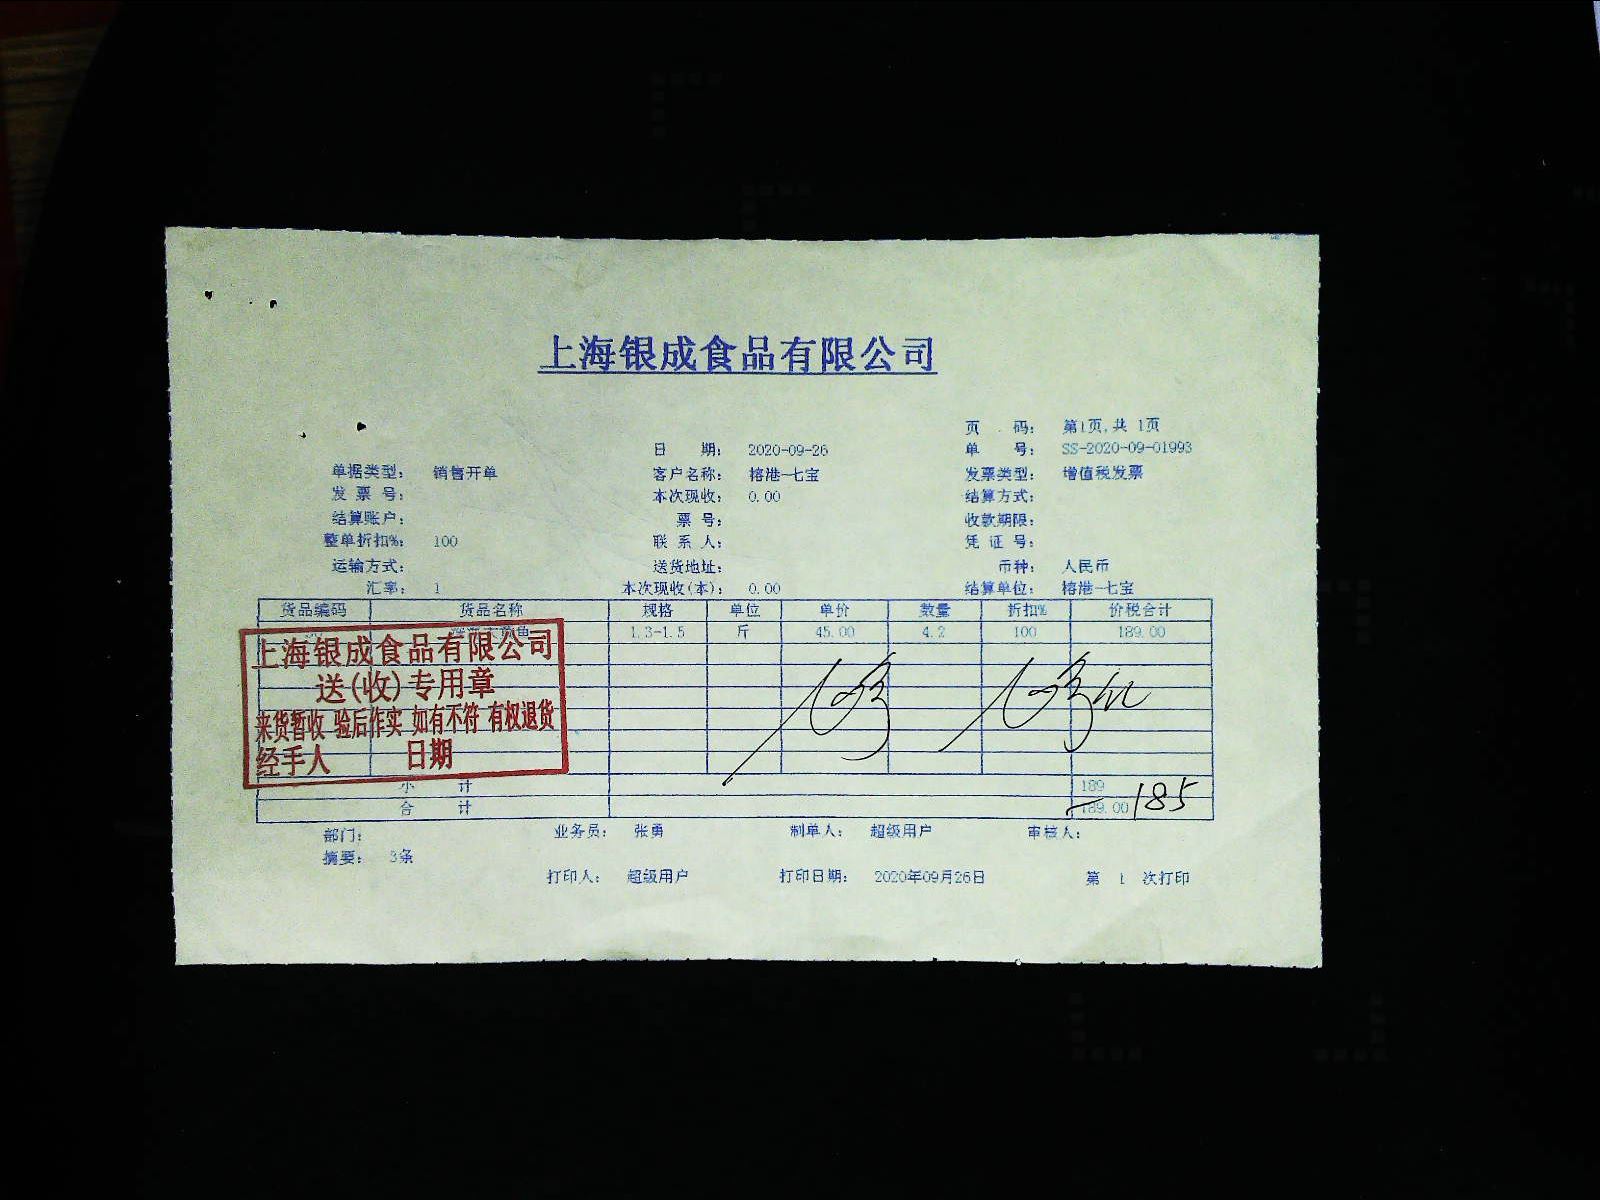 上海银成食品有限公司
页 码： 第1页,共 1页
日 期： 2020-09-26 单 号： SS-2020-09-01993
单据类型： 销售开单 客户名称： 榕港-七宝 发票类型： 增值税发票
发 票 号： 本次现收： 0.00 结算方式：
结算账户： 票 号： 收款期限：
整单折扣%： 100 联 系 人： 凭 证 号：
运输方式： 送货地址： 币种： 人民币
汇率： 1 本次现收(本)： 0.00 结算单位： 榕港-七宝
货品编码 货品名称 规格 单位 单价 数量 折扣% 价税合计
鱼 1.3-1.5 斤 45.00 4.2 100 189.00
上海银成食品有限公司
送(收)专用章
来货暂收 验后作实 如有不符 有权退货
经手人 日期
小 计 189
合 计 189.00 185
部门： 业务员： 张勇 制单人： 超级用户 审核人：
摘要： 3条
打印人： 超级用户 打印日期： 2020年09月26日 第 1 次打印